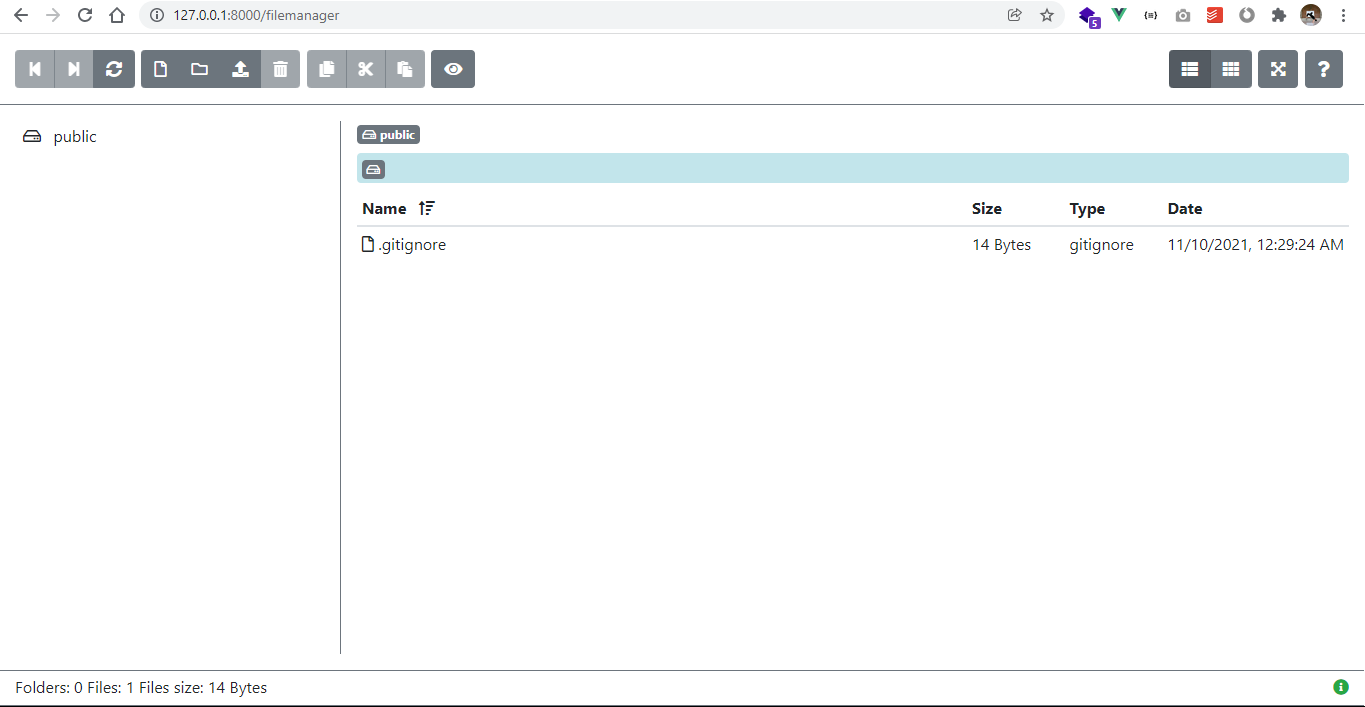 127.0.0.1:8000/filemanager
5
public
public
Name Size Type Date
.gitignore 14 Bytes gitignore 11/10/2021, 12:29:24 AM
Folders: 0 Files: 1 Files size: 14 Bytes